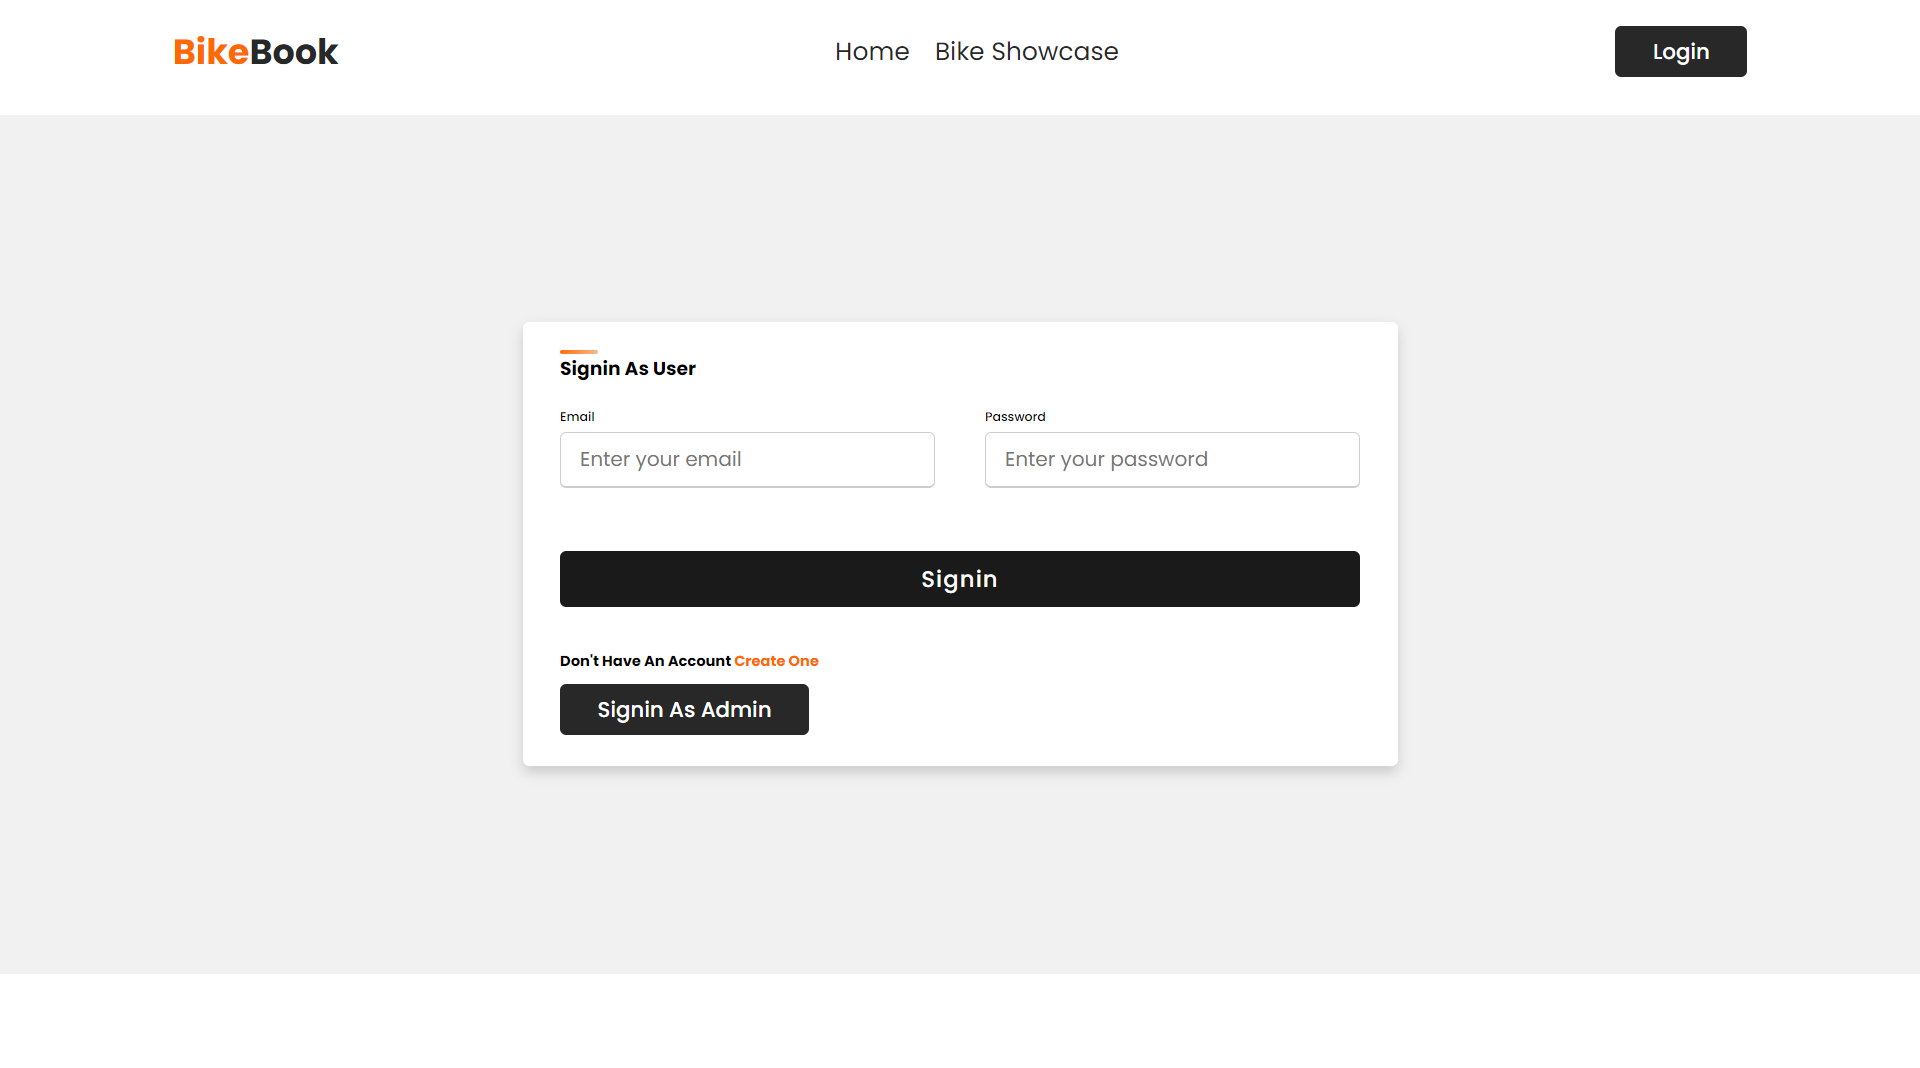 BikeBook
Home Bike Showcase
Login
Signin As User
Email
Password
Enter your email
Enter your password
Signin
Don't Have An Account Create One
Signin As Admin